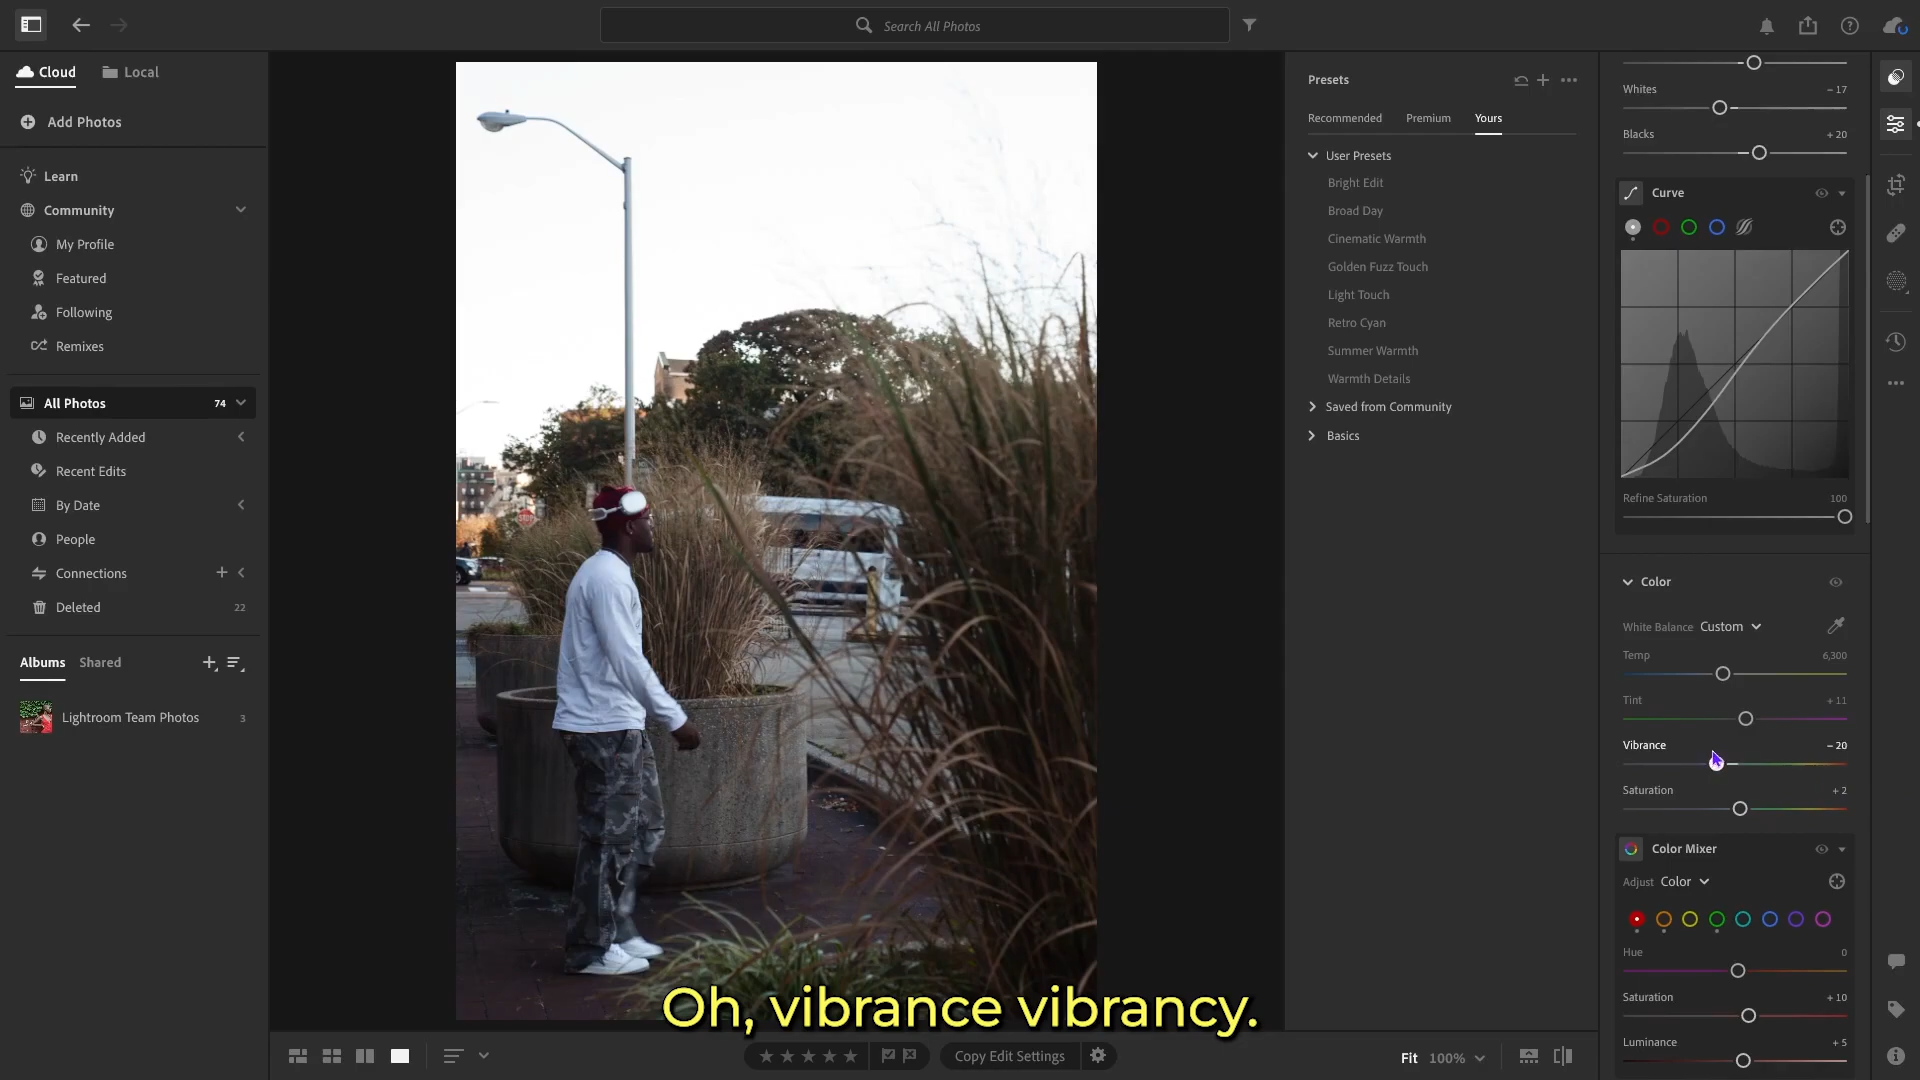 Search All Photos
Cloud
Local
Add Photos
Learn
Community
My Profile
Featured
Following
Remixes
All Photos 74
Recently Added
Recent Edits
By Date
People
Connections
Deleted 22
Albums Shared
Lightroom Team Photos 3
STOP
Presets
Recommended Premium Yours
User Presets
Bright Edit
Broad Day
Cinematic Warmth
Golden Fuzz Touch
Light Touch
Retro Cyan
Summer Warmth
Warmth Details
Saved from Community
Basics
Whites – 17
Blacks + 20
Curve
Refine Saturation 100
Color
White Balance Custom
Temp 6,300
Tint + 11
Vibrance – 20
Saturation + 2
Color Mixer
Adjust Color
Hue 0
Saturation + 10
Luminance + 5
Oh, vibrance vibrancy.
Copy Edit Settings
Fit 100%